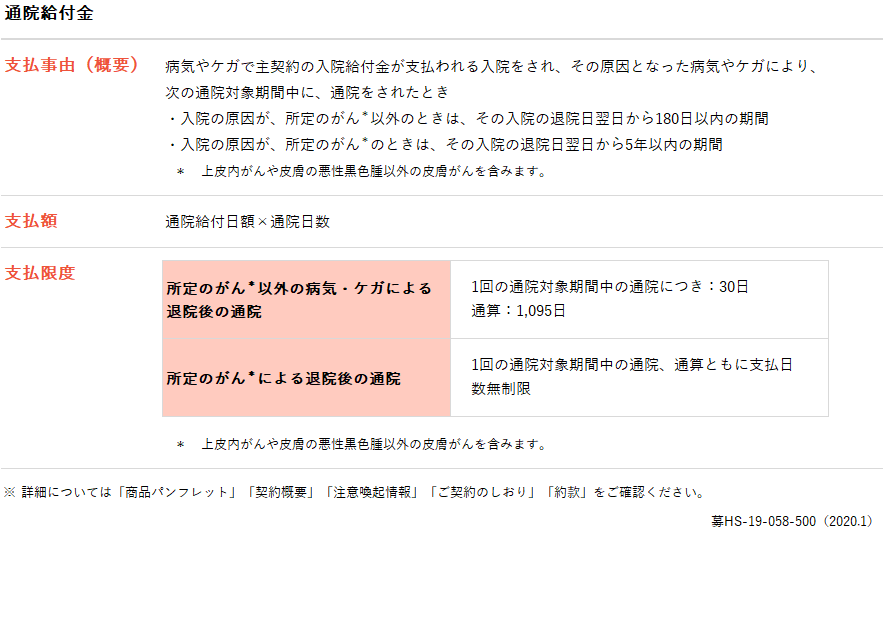 通院給付金
支払事由（概要）
病気やケガで主契約の入院給付金が支払われる入院をされ、その原因となった病気やケガにより、
次の通院対象期間中に、通院をされたとき
・入院の原因が、所定のがん*以外のときは、その入院の退院日翌日から180日以内の期間
・入院の原因が、所定のがん*のときは、その入院の退院日翌日から5年以内の期間
* 上皮内がんや皮膚の悪性黒色腫以外の皮膚がんを含みます。
支払額
通院給付日額×通院日数
支払限度
所定のがん*以外の病気・ケガによる
退院後の通院
1回の通院対象期間中の通院につき：30日
通算：1,095日
所定のがん*による退院後の通院
1回の通院対象期間中の通院、通算ともに支払日
数無制限
* 上皮内がんや皮膚の悪性黒色腫以外の皮膚がんを含みます。
※ 詳細については「商品パンフレット」「契約概要」「注意喚起情報」「ご契約のしおり」「約款」をご確認ください。
募HS-19-058-500（2020.1）